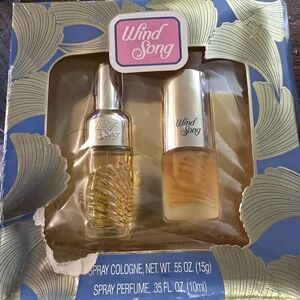 Wind
Song
Wind
Song
Wind
Song
SPRAY COLOGNE, NET WT. .55 OZ. (15g)
SPRAY PERFUME, .35 FL. OZ. (10ml)